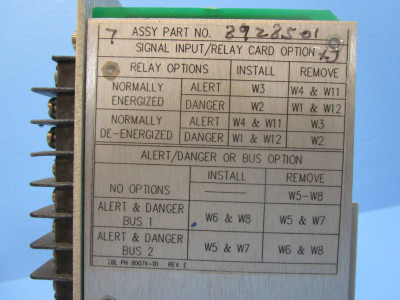 7 ASSY PART NO. 8928501
SIGNAL INPUT/RELAY CARD OPTION
RELAY OPTIONS INSTALL REMOVE
NORMALLY ENERGIZED ALERT W3 W4 & W11
DANGER W2 W1 & W12
NORMALLY DE-ENERGIZED ALERT W4 & W11 W3
DANGER W1 & W12 W2
ALERT/DANGER OR BUS OPTION
INSTALL REMOVE
NO OPTIONS ——— W5-W8
ALERT & DANGER BUS 1 W6 & W8 W5 & W7
ALERT & DANGER BUS 2 W5 & W7 W6 & W8
LBL PN 80074-01 REV. E